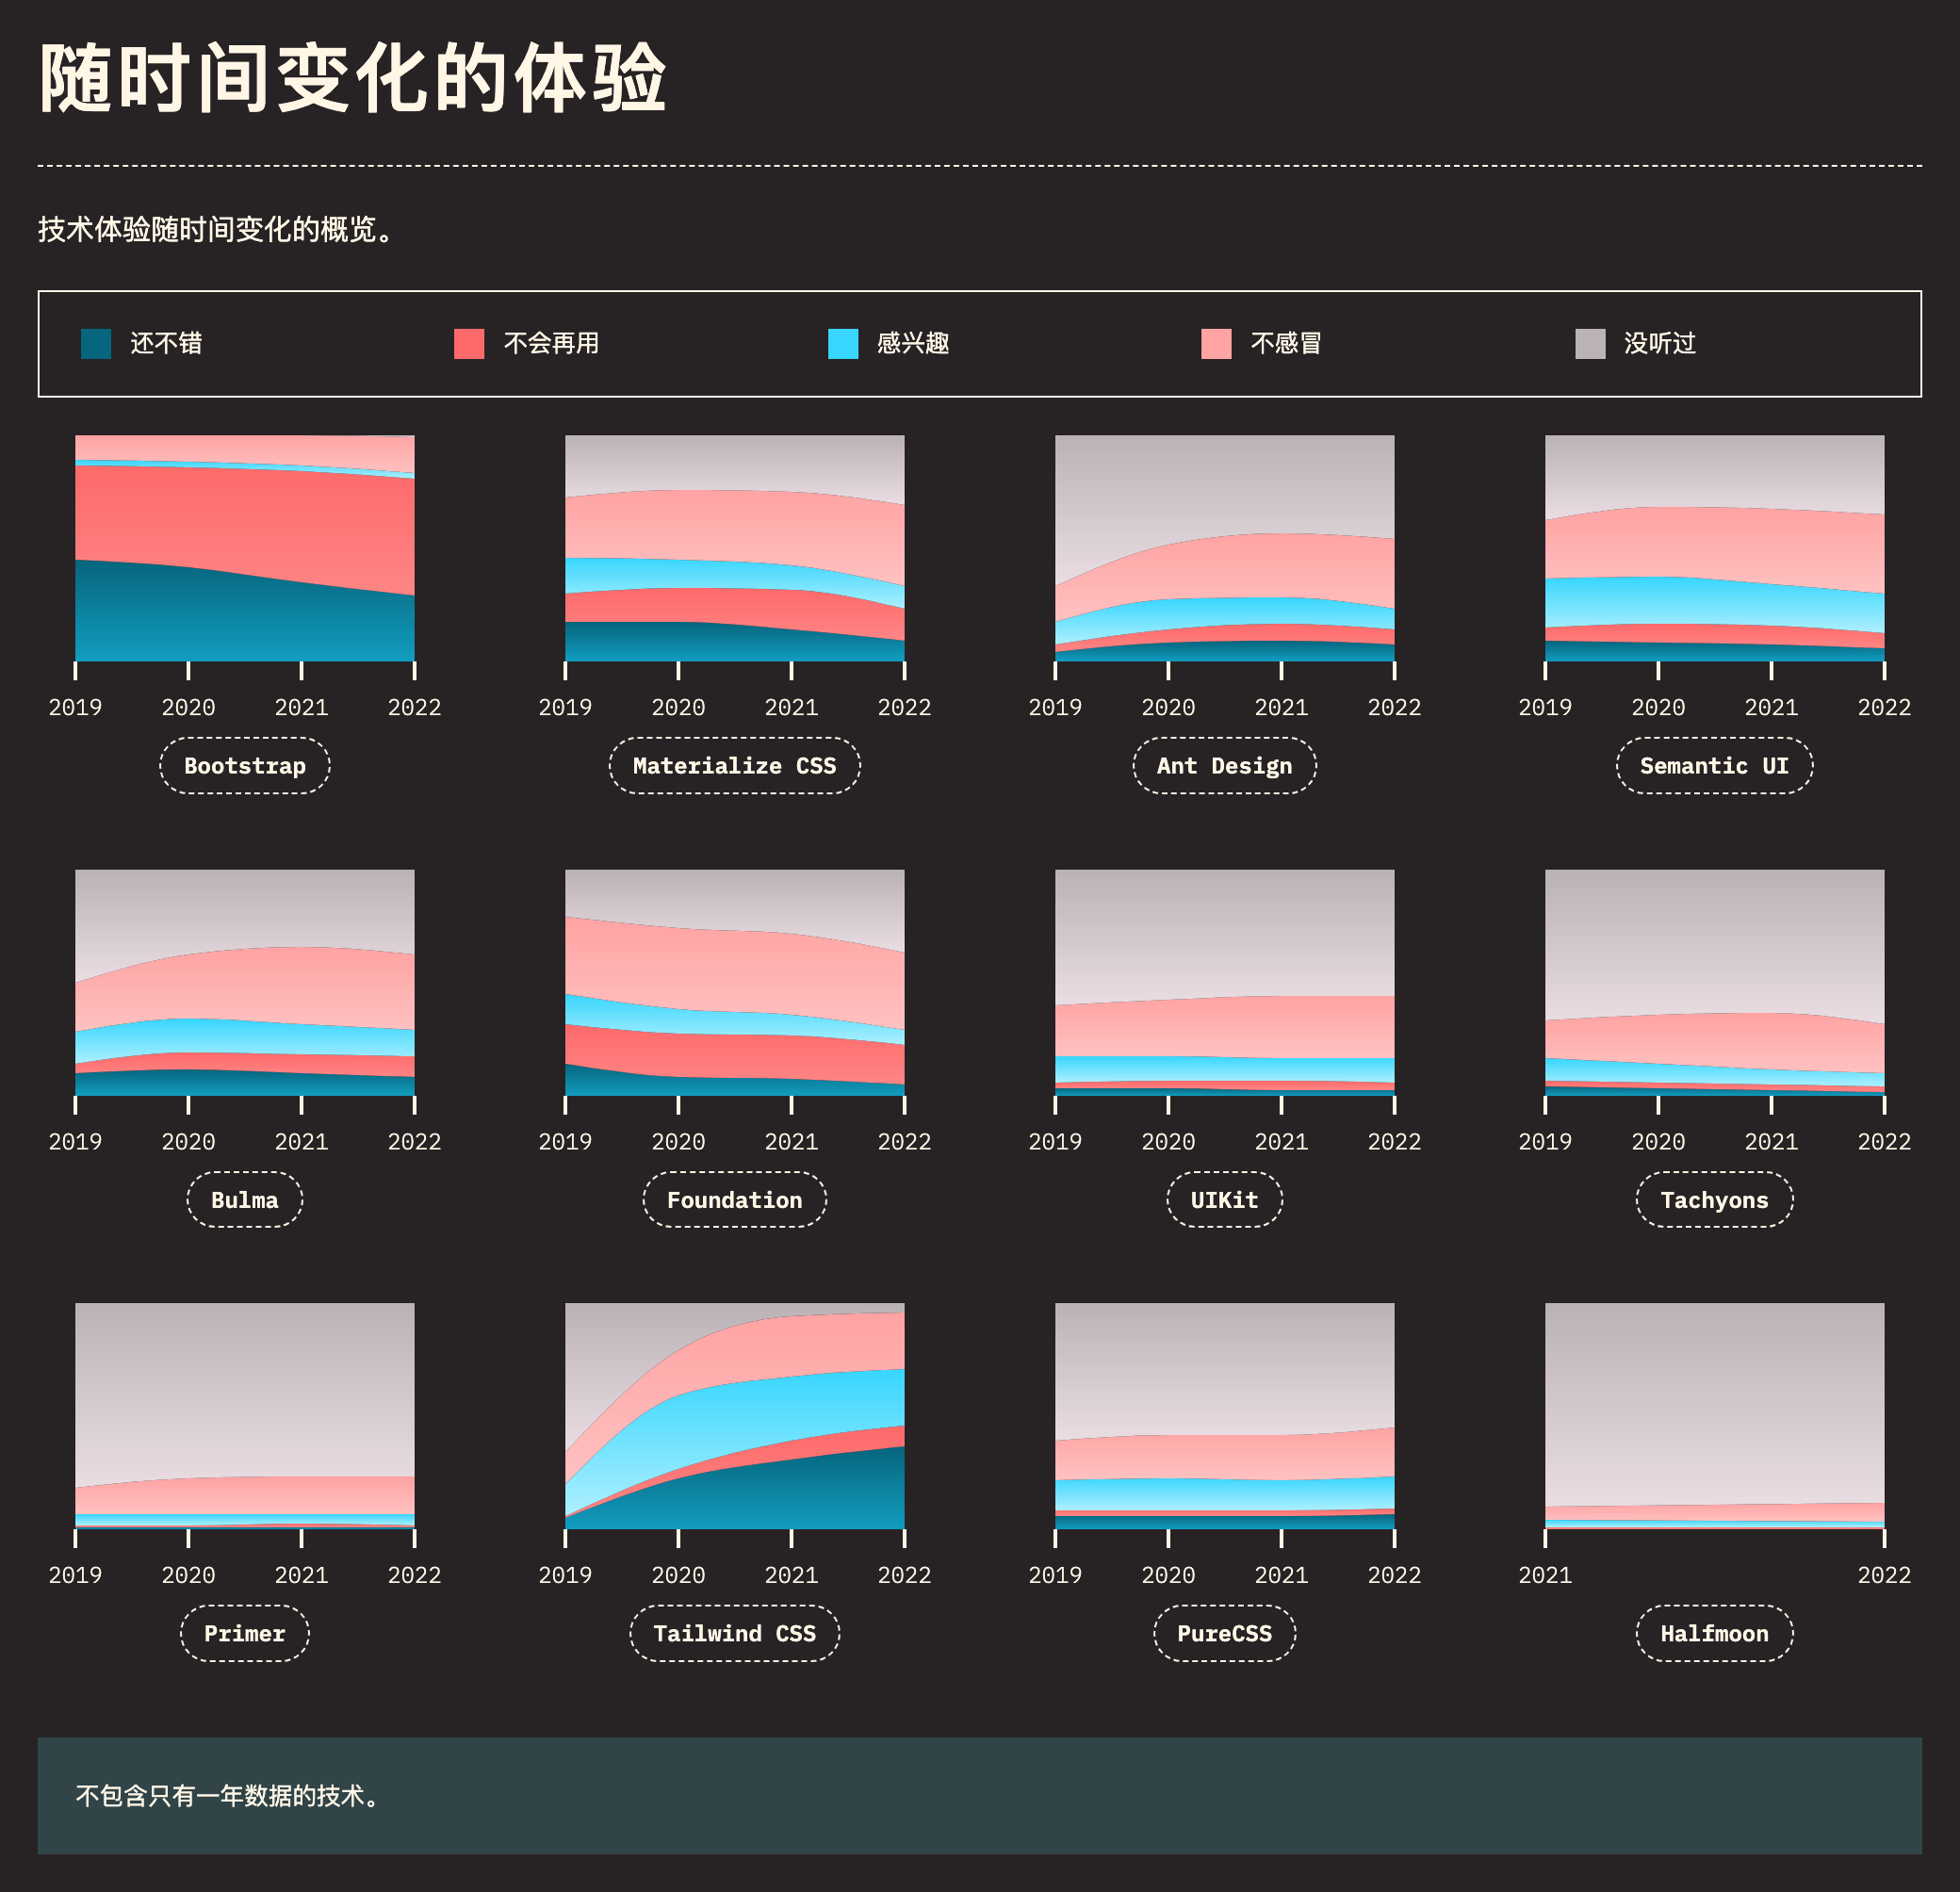 随时间变化的体验
技术体验随时间变化的概览。
还不错 不会再用 感兴趣 不感冒 没听过
2019 2020 2021 2022 2019 2020 2021 2022 2019 2020 2021 2022 2019 2020 2021 2022
Bootstrap Materialize CSS Ant Design Semantic UI
2019 2020 2021 2022 2019 2020 2021 2022 2019 2020 2021 2022 2019 2020 2021 2022
Bulma Foundation UIKit Tachyons
2019 2020 2021 2022 2019 2020 2021 2022 2019 2020 2021 2022 2021 2022
Primer Tailwind CSS PureCSS Halfmoon
不包含只有一年数据的技术。